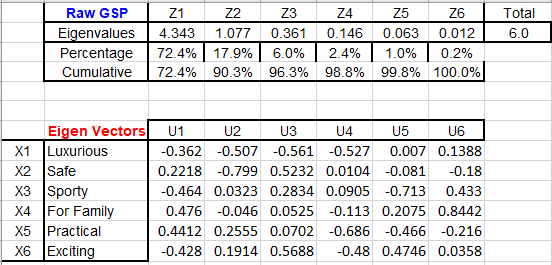 Raw GSP Z1 Z2 Z3 Z4 Z5 Z6 Total
Eigenvalues 4.343 1.077 0.361 0.146 0.063 0.012 6.0
Percentage 72.4% 17.9% 6.0% 2.4% 1.0% 0.2%
Cumulative 72.4% 90.3% 96.3% 98.8% 99.8% 100.0%
Eigen Vectors U1 U2 U3 U4 U5 U6
X1 Luxurious -0.362 -0.507 -0.561 -0.527 0.007 0.1388
X2 Safe 0.2218 -0.799 0.5232 0.0104 -0.081 -0.18
X3 Sporty -0.464 0.0323 0.2834 0.0905 -0.713 0.433
X4 For Family 0.476 -0.046 0.0525 -0.113 0.2075 0.8442
X5 Practical 0.4412 0.2555 0.0702 -0.686 -0.466 -0.216
X6 Exciting -0.428 0.1914 0.5688 -0.48 0.4746 0.0358